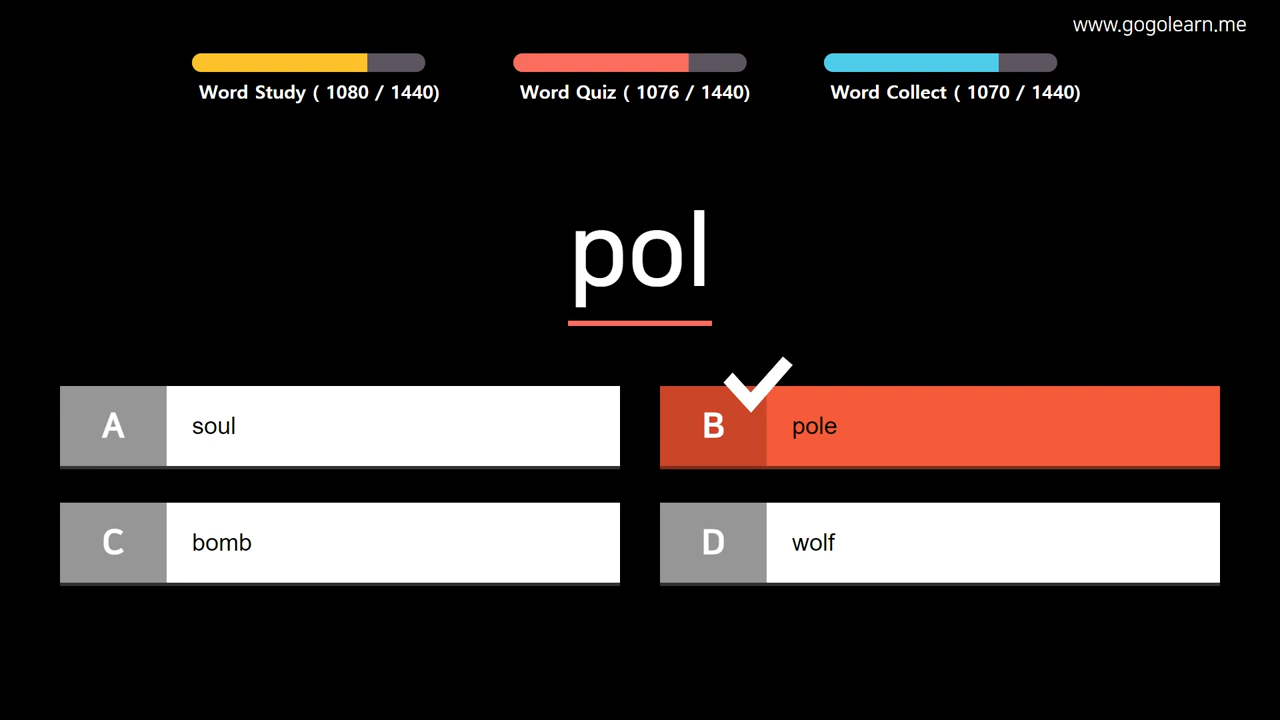 www.gogolearn.me
Word Study ( 1080 / 1440)
Word Quiz ( 1076 / 1440)
Word Collect ( 1070 / 1440)
pol
A soul
B pole
C bomb
D wolf